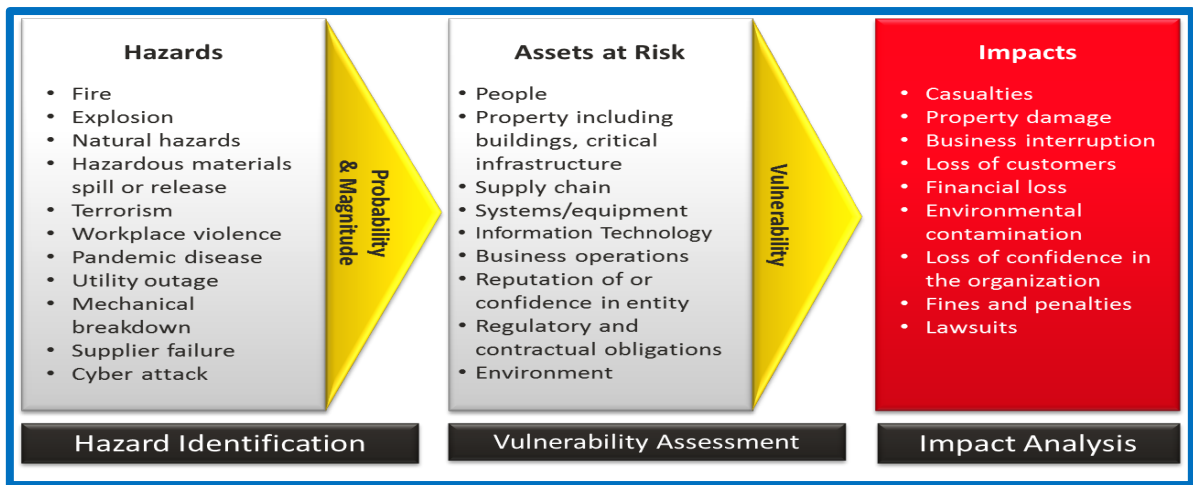 Hazards
• Fire
• Explosion
• Natural hazards
• Hazardous materials
spill or release
• Terrorism
• Workplace violence
• Pandemic disease
• Utility outage
• Mechanical
breakdown
• Supplier failure
• Cyber attack
Probability
& Magnitude
Assets at Risk
• People
• Property including
buildings, critical
infrastructure
• Supply chain
• Systems/equipment
• Information Technology
• Business operations
• Reputation of or
confidence in entity
• Regulatory and
contractual obligations
• Environment
Vulnerability
Impacts
• Casualties
• Property damage
• Business interruption
• Loss of customers
• Financial loss
• Environmental
contamination
• Loss of confidence in
the organization
• Fines and penalties
• Lawsuits
Hazard Identification
Vulnerability Assessment
Impact Analysis